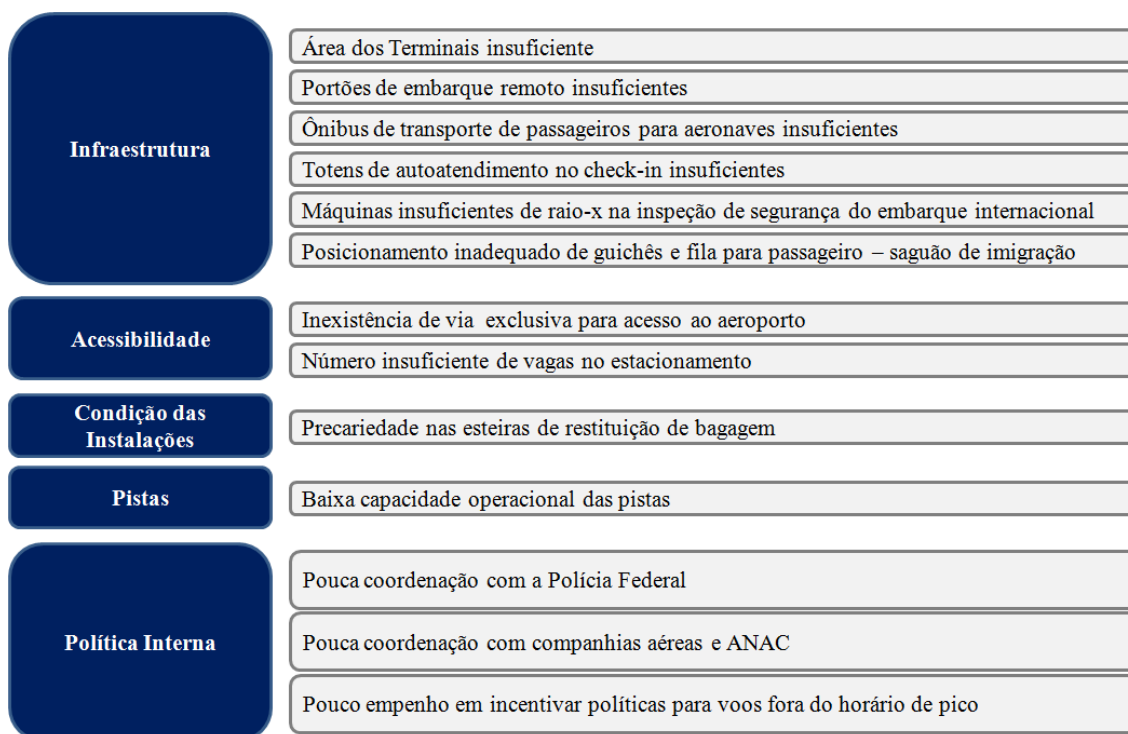 Infraestrutura
Área dos Terminais insuficiente
Portões de embarque remoto insuficientes
Ônibus de transporte de passageiros para aeronaves insuficientes
Totens de autoatendimento no check-in insuficientes
Máquinas insuficientes de raio-x na inspeção de segurança do embarque internacional
Posicionamento inadequado de guichês e fila para passageiro – saguão de imigração
Acessibilidade
Inexistência de via exclusiva para acesso ao aeroporto
Número insuficiente de vagas no estacionamento
Condição das
Instalações
Precariedade nas esteiras de restituição de bagagem
Pistas
Baixa capacidade operacional das pistas
Política Interna
Pouca coordenação com a Polícia Federal
Pouca coordenação com companhias aéreas e ANAC
Pouco empenho em incentivar políticas para voos fora do horário de pico